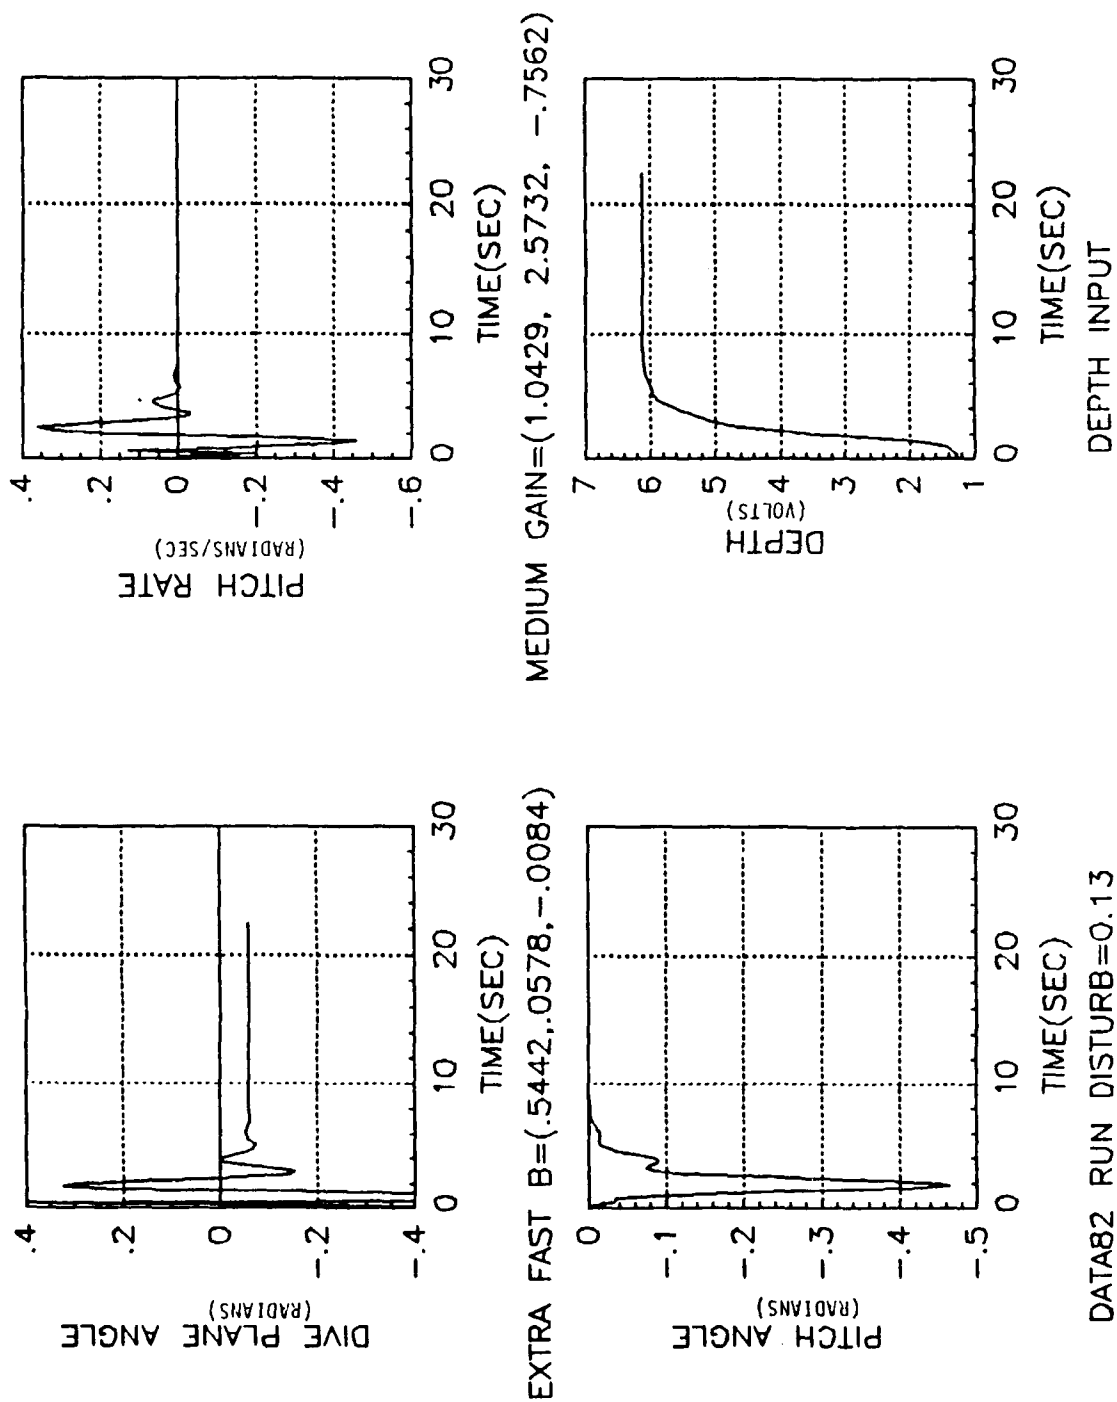 DIVE PLANE ANGLE
(RADIANS)
.4
.2
0
-.2
-.4
0
10
20
30
TIME(SEC)
PITCH RATE
(RADIANS/SEC)
.4
.2
0
-.2
-.4
-.6
0
10
20
30
TIME(SEC)
EXTRA FAST B=(.5442,.0578,-.0084)
MEDIUM GAIN=(1.0429, 2.5732, -.7562)
PITCH ANGLE
(RADIANS)
0
-.1
-.2
-.3
-.4
-.5
0
10
20
30
TIME(SEC)
DEPTH
(VOLTS)
7
6
5
4
3
2
1
0
10
20
30
TIME(SEC)
DATA82 RUN DISTURB=0.13
DEPTH INPUT